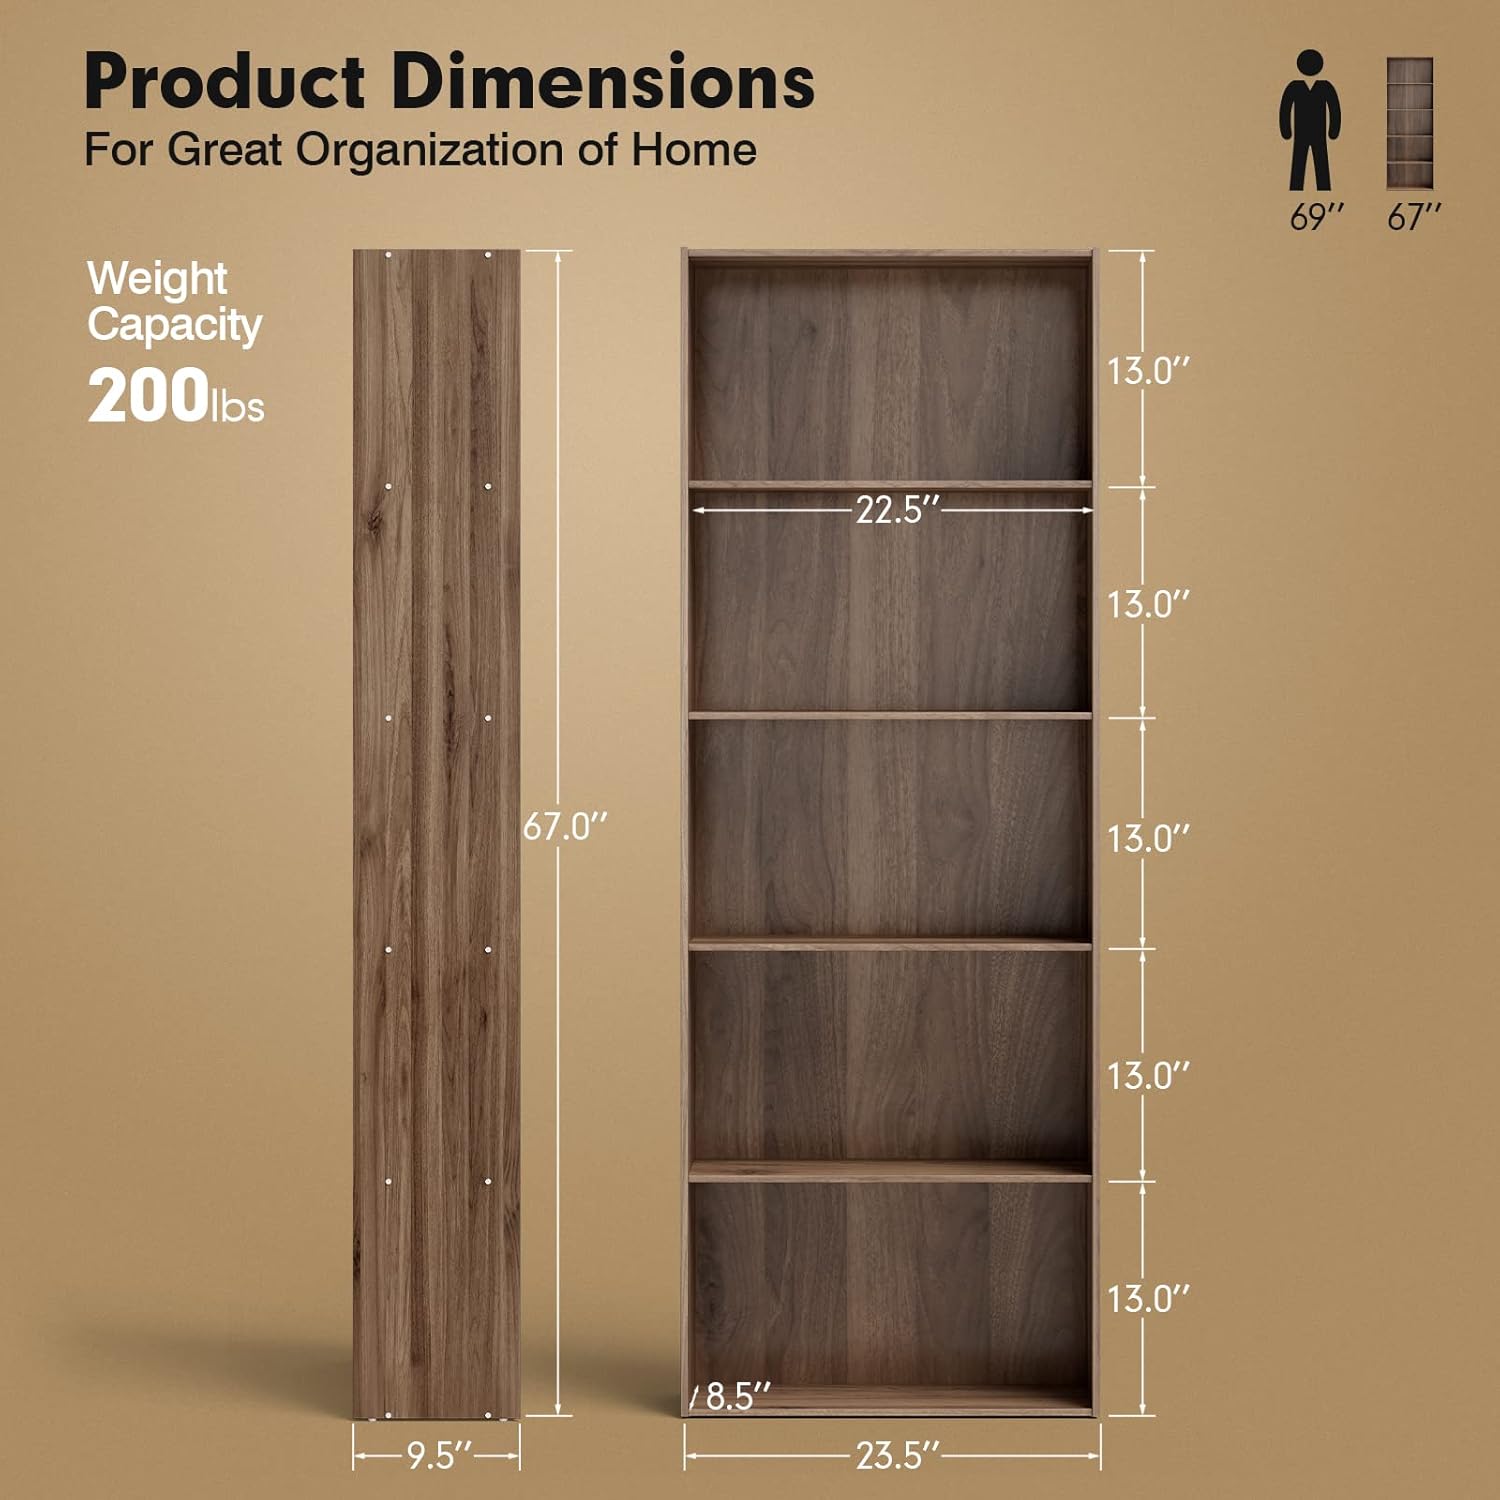 Product Dimensions
For Great Organization of Home
69’’ 67’’
Weight
Capacity
200lbs
13.0’’
22.5’’
13.0’’
67.0’’
13.0’’
13.0’’
13.0’’
8.5’’
9.5’’
23.5’’